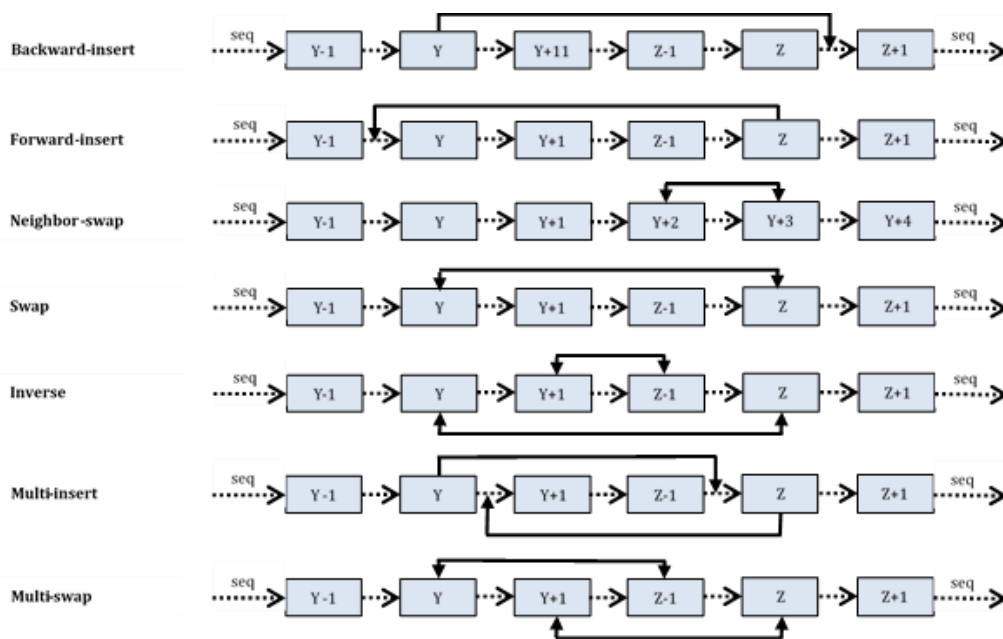 Backward-insert seq Y-1 Y Y+11 Z-1 Z Z+1 seq
Forward-insert seq Y-1 Y Y+1 Z-1 Z Z+1 seq
Neighbor-swap seq Y-1 Y Y+1 Y+2 Y+3 Y+4 seq
Swap seq Y-1 Y Y+1 Z-1 Z Z+1 seq
Inverse seq Y-1 Y Y+1 Z-1 Z Z+1 seq
Multi-insert seq Y-1 Y Y+1 Z-1 Z Z+1 seq
Multi-swap seq Y-1 Y Y+1 Z-1 Z Z+1 seq